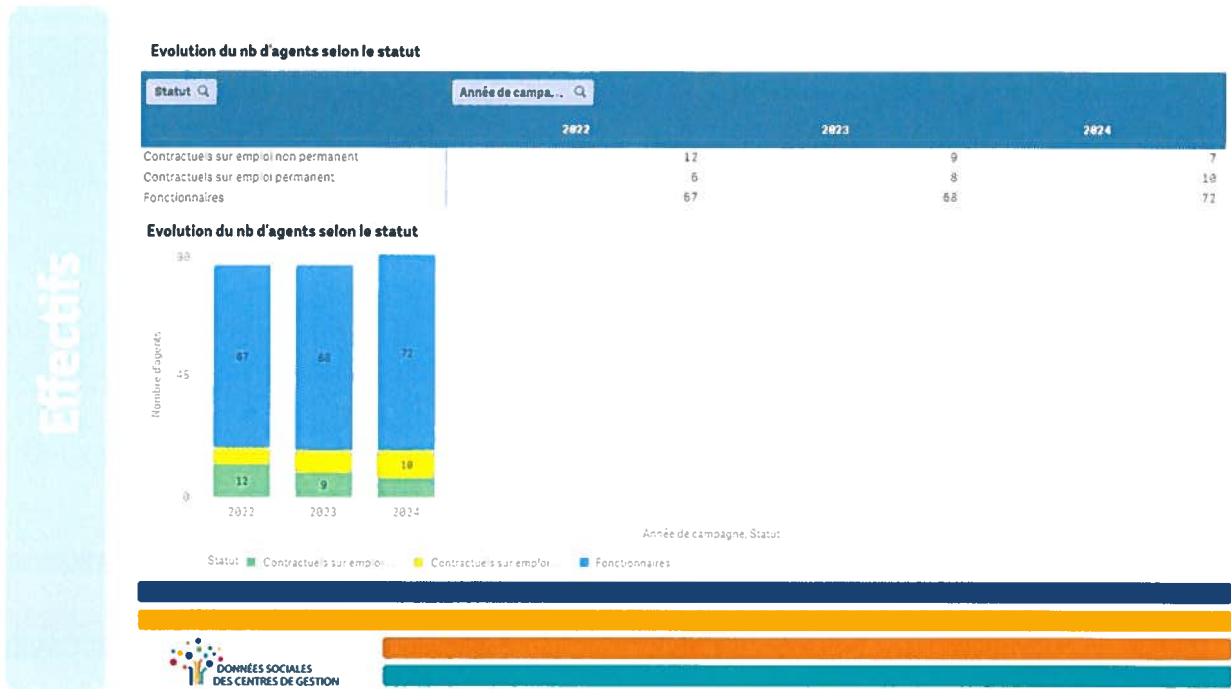 Effectifs
Evolution du nb d'agents selon le statut
Statut
Année de campa...
2022 2023 2024
Contractuels sur emploi non permanent 12 9 7
Contractuels sur emploi permanent 6 8 10
Fonctionnaires 67 68 72
Evolution du nb d'agents selon le statut
90
Nombre d'agents
67 68 72
45
10
12 9
0
2022 2023 2024
Année de campagne, Statut
Statut Contractuels sur emploi... Contractuels sur emploi... Fonctionnaires
DONNÉES SOCIALES
DES CENTRES DE GESTION